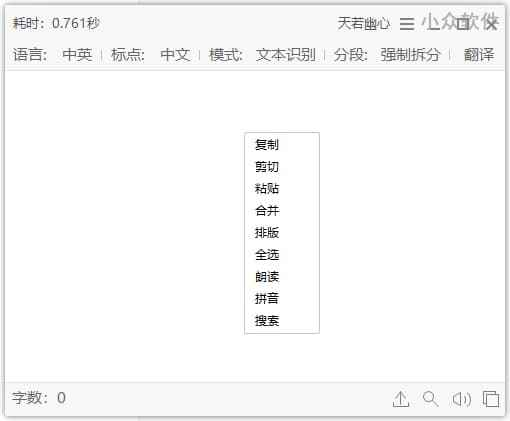 耗时：0.761秒 天若幽心 小众软件
语言: 中英 标点: 中文 模式: 文本识别 分段: 强制拆分 翻译
复制
剪切
粘贴
合并
排版
全选
朗读
拼音
搜索
字数：0